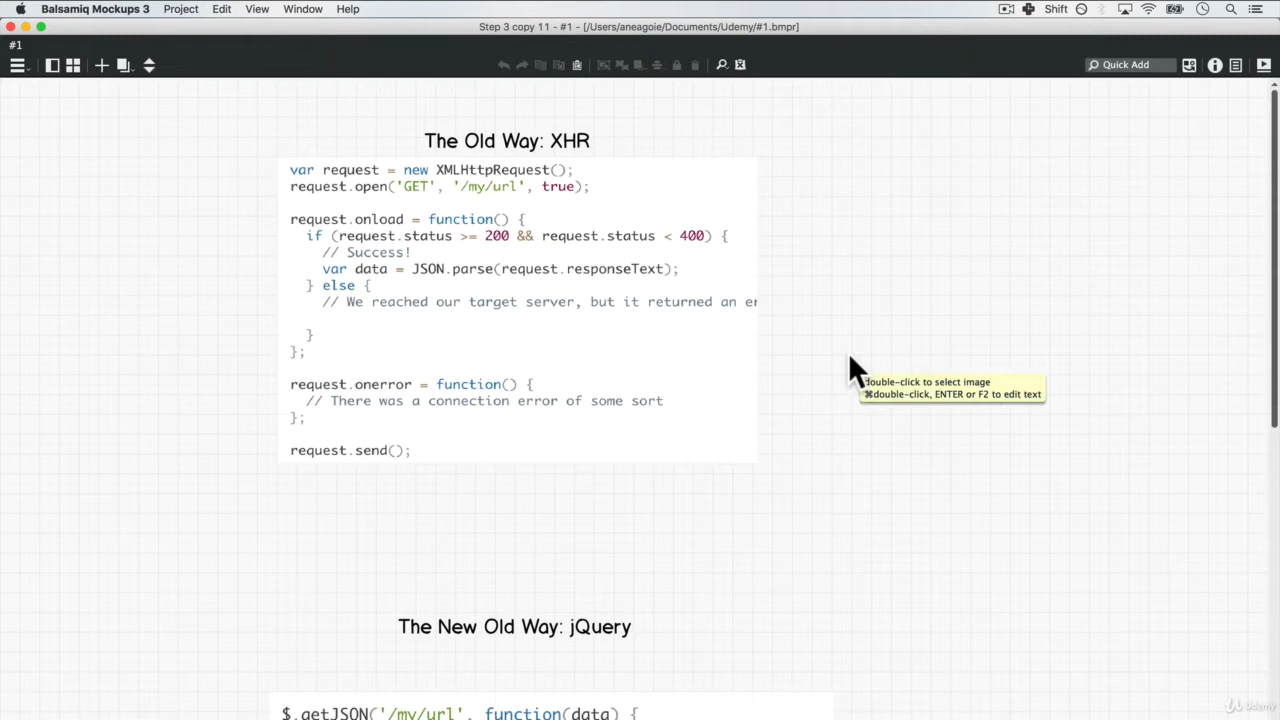 Balsamiq Mockups 3 Project Edit View Window Help Shift
Step 3 copy 11 - #1 - [/Users/aneagoie/Documents/Udemy/#1.bmpr]
#1
Quick Add
The Old Way: XHR
var request = new XMLHttpRequest();
request.open('GET', '/my/url', true);
request.onload = function() {
if (request.status >= 200 && request.status < 400) {
// Success!
var data = JSON.parse(request.responseText);
} else {
// We reached our target server, but it returned an er
}
};
double-click to select image
⌘double-click, ENTER or F2 to edit text
request.onerror = function() {
// There was a connection error of some sort
};
request.send();
The New Old Way: jQuery
$.getJSON('/my/url', function(data) {
Udemy